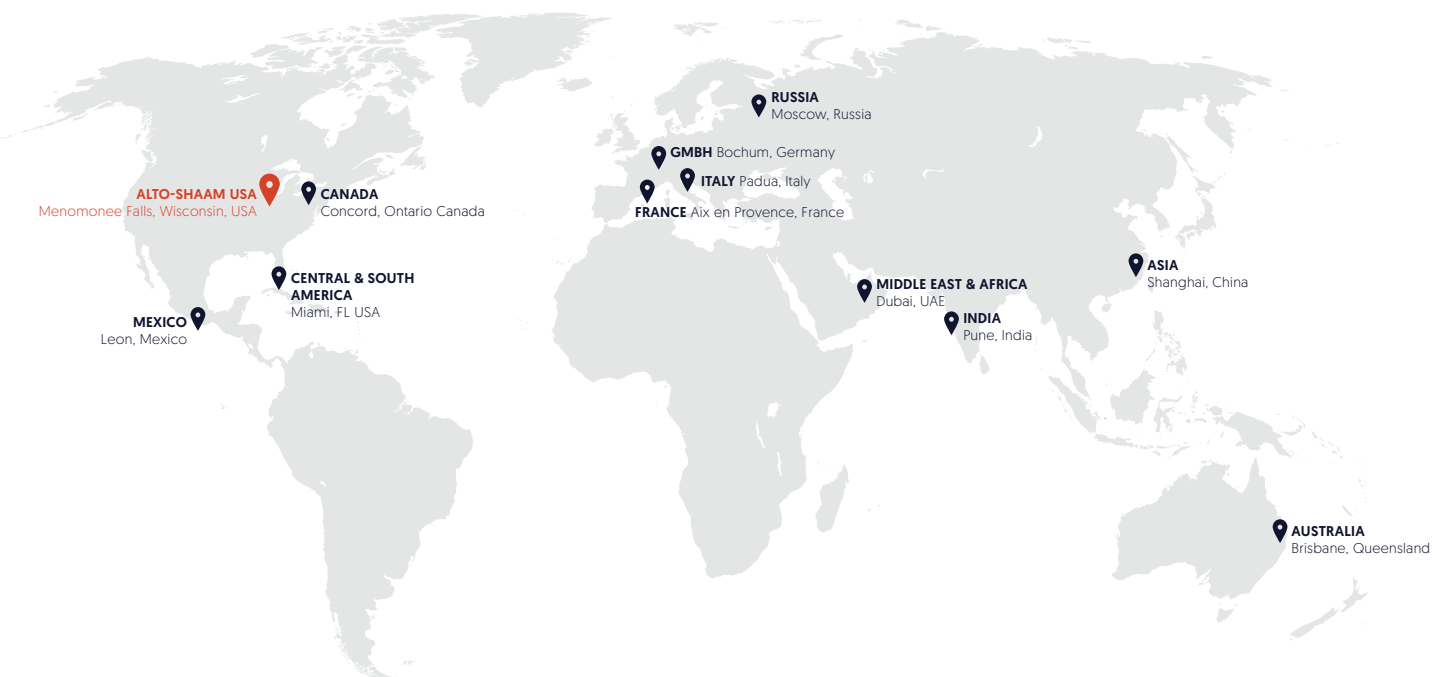 RUSSIA
Moscow, Russia
GMBH Bochum, Germany
ITALY Padua, Italy
ALTO-SHAAM USA
Menomonee Falls, Wisconsin, USA
CANADA
Concord, Ontario Canada
FRANCE Aix en Provence, France
ASIA
Shanghai, China
CENTRAL & SOUTH
AMERICA
Miami, FL USA
MIDDLE EAST & AFRICA
Dubai, UAE
MEXICO
Leon, Mexico
INDIA
Pune, India
AUSTRALIA
Brisbane, Queensland